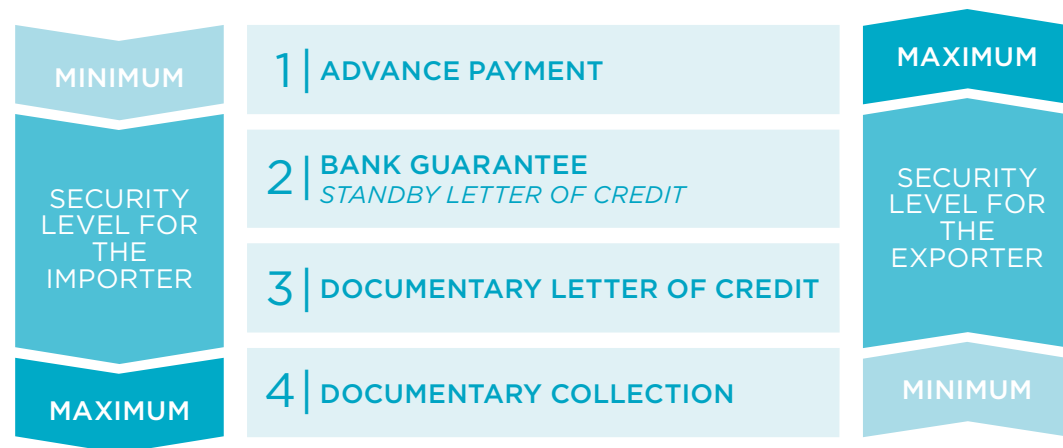 MINIMUM
SECURITY
LEVEL FOR
THE
IMPORTER
MAXIMUM
1 | ADVANCE PAYMENT
2 | BANK GUARANTEE
STANDBY LETTER OF CREDIT
3 | DOCUMENTARY LETTER OF CREDIT
4 | DOCUMENTARY COLLECTION
MAXIMUM
SECURITY
LEVEL FOR
THE
EXPORTER
MINIMUM